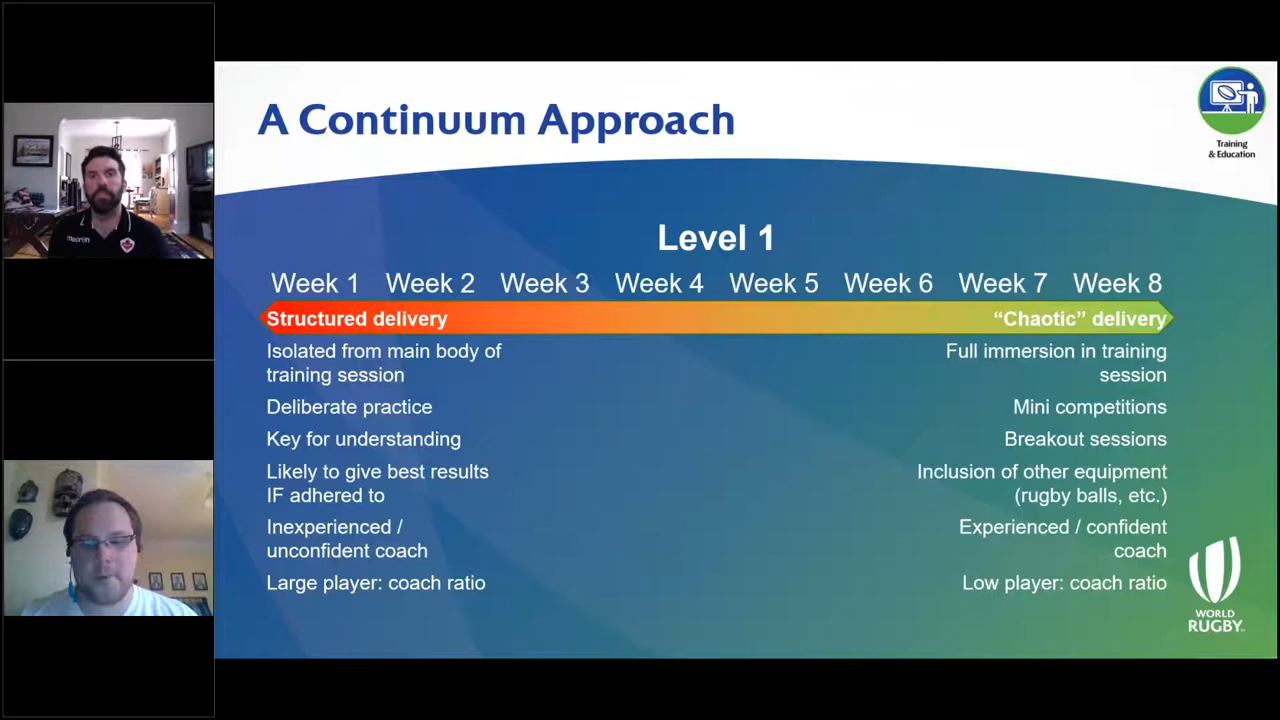 A Continuum Approach
Training
& Education
Level 1
Week 1 Week 2 Week 3 Week 4 Week 5 Week 6 Week 7 Week 8
Structured delivery
“Chaotic” delivery
Isolated from main body of
training session
Deliberate practice
Key for understanding
Likely to give best results
IF adhered to
Inexperienced /
unconfident coach
Large player: coach ratio
Full immersion in training
session
Mini competitions
Breakout sessions
Inclusion of other equipment
(rugby balls, etc.)
Experienced / confident
coach
Low player: coach ratio
WORLD
RUGBY
macron